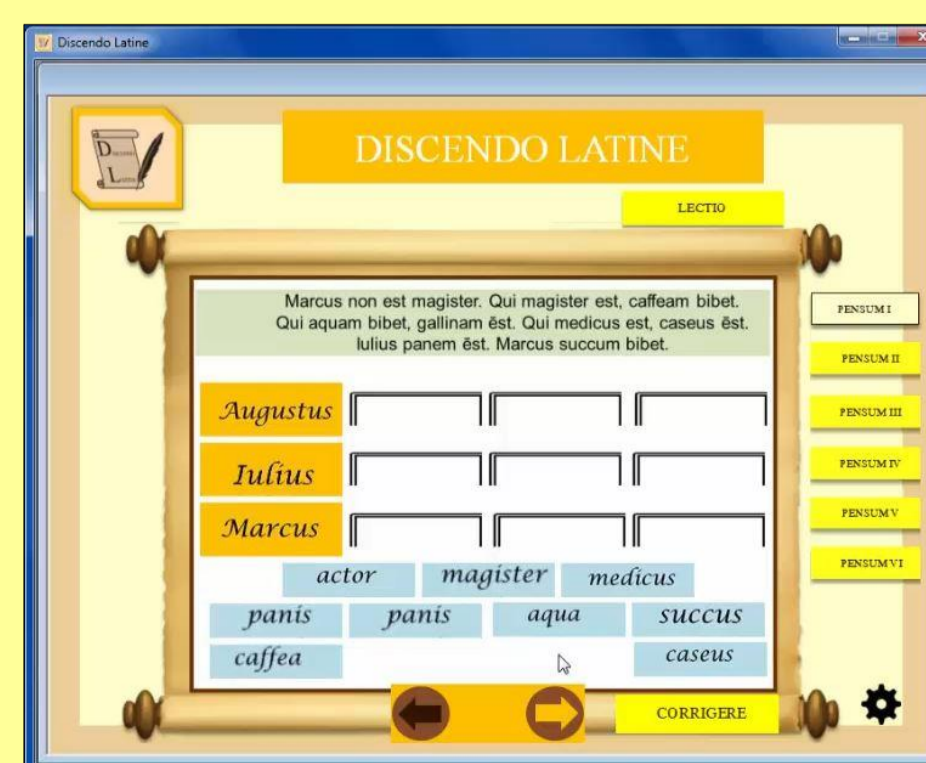 Discendo Latine
DISCENDO LATINE
LECTIO
Marcus non est magister. Qui magister est, caffeam bibet.
Qui aquam bibet, gallinam ēst. Qui medicus est, caseus ēst.
Iulius panem ēst. Marcus succum bibet.
PENSUM I
PENSUM II
PENSUM III
PENSUM IV
PENSUM V
PENSUM VI
Augustus
Iulius
Marcus
actor magister medicus
panis panis aqua succus
caffea caseus
CORRIGERE